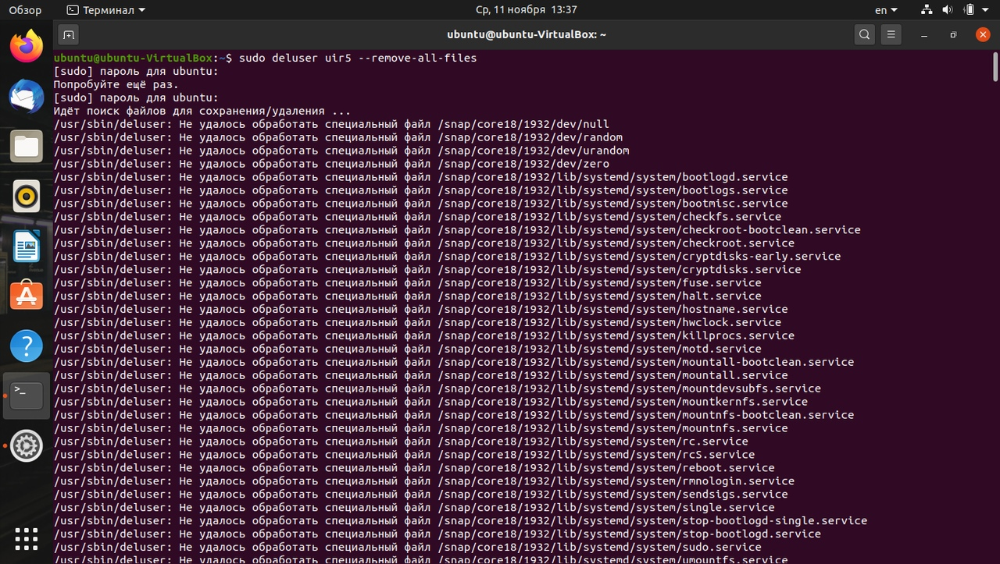 Обзор
Терминал
Ср, 11 ноября 13:37
en
ubuntu@ubuntu-VirtualBox: ~
ubuntu@ubuntu-VirtualBox:~$ sudo deluser uir5 --remove-all-files
[sudo] пароль для ubuntu:
Попробуйте ещё раз.
[sudo] пароль для ubuntu:
Идёт поиск файлов для сохранения/удаления ...
/usr/sbin/deluser: Не удалось обработать специальный файл /snap/core18/1932/dev/null
/usr/sbin/deluser: Не удалось обработать специальный файл /snap/core18/1932/dev/random
/usr/sbin/deluser: Не удалось обработать специальный файл /snap/core18/1932/dev/urandom
/usr/sbin/deluser: Не удалось обработать специальный файл /snap/core18/1932/dev/zero
/usr/sbin/deluser: Не удалось обработать специальный файл /snap/core18/1932/lib/systemd/system/bootlogd.service
/usr/sbin/deluser: Не удалось обработать специальный файл /snap/core18/1932/lib/systemd/system/bootlogs.service
/usr/sbin/deluser: Не удалось обработать специальный файл /snap/core18/1932/lib/systemd/system/bootmisc.service
/usr/sbin/deluser: Не удалось обработать специальный файл /snap/core18/1932/lib/systemd/system/checkfs.service
/usr/sbin/deluser: Не удалось обработать специальный файл /snap/core18/1932/lib/systemd/system/checkroot-bootclean.service
/usr/sbin/deluser: Не удалось обработать специальный файл /snap/core18/1932/lib/systemd/system/checkroot.service
/usr/sbin/deluser: Не удалось обработать специальный файл /snap/core18/1932/lib/systemd/system/cryptdisks-early.service
/usr/sbin/deluser: Не удалось обработать специальный файл /snap/core18/1932/lib/systemd/system/cryptdisks.service
/usr/sbin/deluser: Не удалось обработать специальный файл /snap/core18/1932/lib/systemd/system/fuse.service
/usr/sbin/deluser: Не удалось обработать специальный файл /snap/core18/1932/lib/systemd/system/halt.service
/usr/sbin/deluser: Не удалось обработать специальный файл /snap/core18/1932/lib/systemd/system/hostname.service
/usr/sbin/deluser: Не удалось обработать специальный файл /snap/core18/1932/lib/systemd/system/hwclock.service
/usr/sbin/deluser: Не удалось обработать специальный файл /snap/core18/1932/lib/systemd/system/killprocs.service
/usr/sbin/deluser: Не удалось обработать специальный файл /snap/core18/1932/lib/systemd/system/motd.service
/usr/sbin/deluser: Не удалось обработать специальный файл /snap/core18/1932/lib/systemd/system/mountall-bootclean.service
/usr/sbin/deluser: Не удалось обработать специальный файл /snap/core18/1932/lib/systemd/system/mountall.service
/usr/sbin/deluser: Не удалось обработать специальный файл /snap/core18/1932/lib/systemd/system/mountdevsubfs.service
/usr/sbin/deluser: Не удалось обработать специальный файл /snap/core18/1932/lib/systemd/system/mountkernfs.service
/usr/sbin/deluser: Не удалось обработать специальный файл /snap/core18/1932/lib/systemd/system/mountnfs-bootclean.service
/usr/sbin/deluser: Не удалось обработать специальный файл /snap/core18/1932/lib/systemd/system/mountnfs.service
/usr/sbin/deluser: Не удалось обработать специальный файл /snap/core18/1932/lib/systemd/system/rc.service
/usr/sbin/deluser: Не удалось обработать специальный файл /snap/core18/1932/lib/systemd/system/rcS.service
/usr/sbin/deluser: Не удалось обработать специальный файл /snap/core18/1932/lib/systemd/system/reboot.service
/usr/sbin/deluser: Не удалось обработать специальный файл /snap/core18/1932/lib/systemd/system/rmnologin.service
/usr/sbin/deluser: Не удалось обработать специальный файл /snap/core18/1932/lib/systemd/system/sendsigs.service
/usr/sbin/deluser: Не удалось обработать специальный файл /snap/core18/1932/lib/systemd/system/single.service
/usr/sbin/deluser: Не удалось обработать специальный файл /snap/core18/1932/lib/systemd/system/stop-bootlogd-single.service
/usr/sbin/deluser: Не удалось обработать специальный файл /snap/core18/1932/lib/systemd/system/stop-bootlogd.service
/usr/sbin/deluser: Не удалось обработать специальный файл /snap/core18/1932/lib/systemd/system/sudo.service
/usr/sbin/deluser: Не удалось обработать специальный файл /snap/core18/1932/lib/systemd/system/umountfs.service